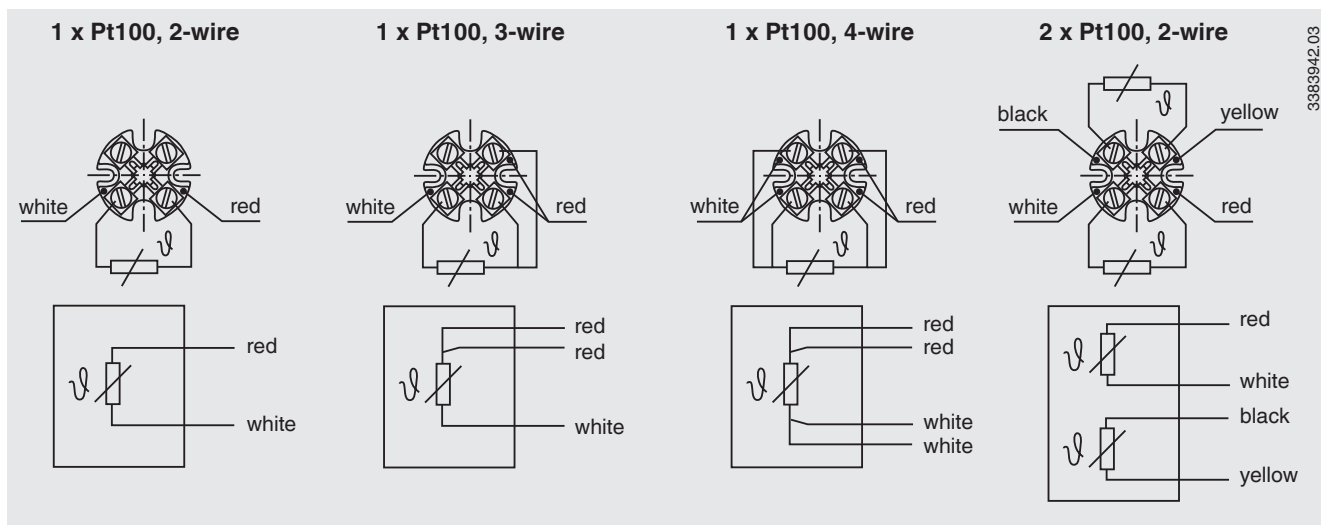 1 x Pt100, 2-wire
white
red
ϑ
red
ϑ
white
1 x Pt100, 3-wire
white
red
ϑ
red
red
ϑ
white
1 x Pt100, 4-wire
white
red
ϑ
red
red
ϑ
white
white
2 x Pt100, 2-wire
ϑ
black
yellow
white
red
ϑ
red
ϑ
white
black
ϑ
yellow
3383942.03